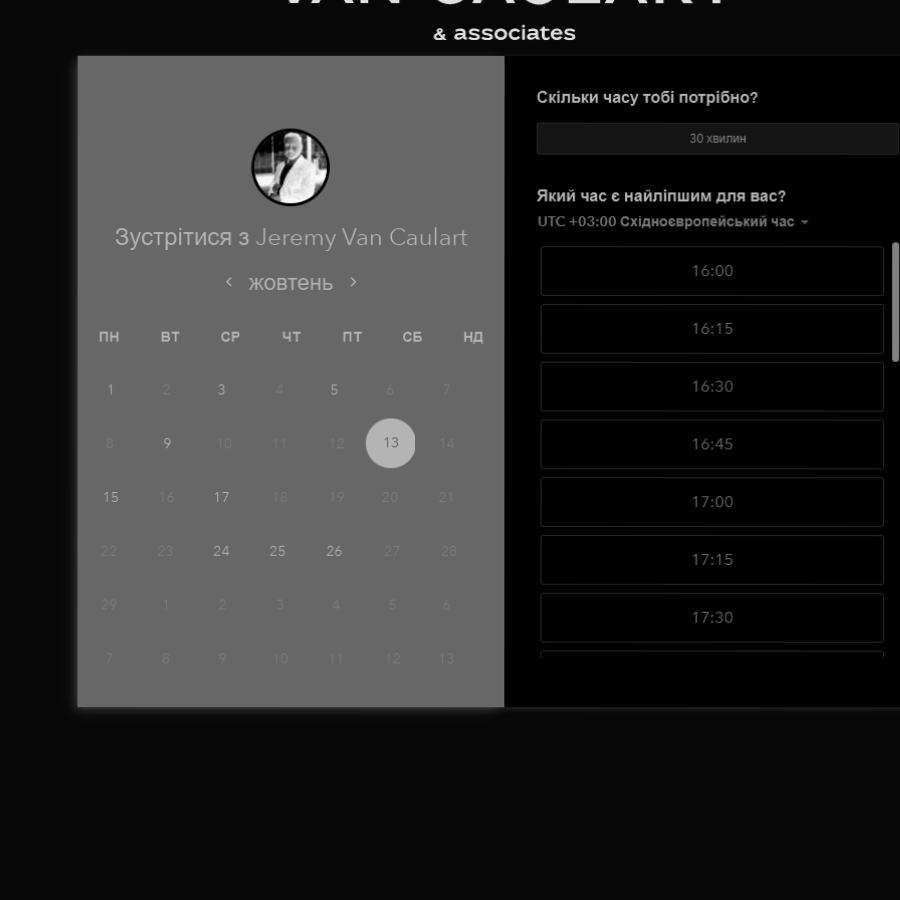 VAN CAULART
& associates
Зустрітися з Jeremy Van Caulart
жовтень
ПН ВТ СР ЧТ ПТ СБ НД
1 2 3 4 5 6 7
8 9 10 11 12 13 14
15 16 17 18 19 20 21
22 23 24 25 26 27 28
29 1 2 3 4 5 6
7 8 9 10 11 12 13
Скільки часу тобі потрібно?
30 хвилин
Який час є найліпшим для вас?
UTC +03:00 Східноєвропейський час
16:00
16:15
16:30
16:45
17:00
17:15
17:30